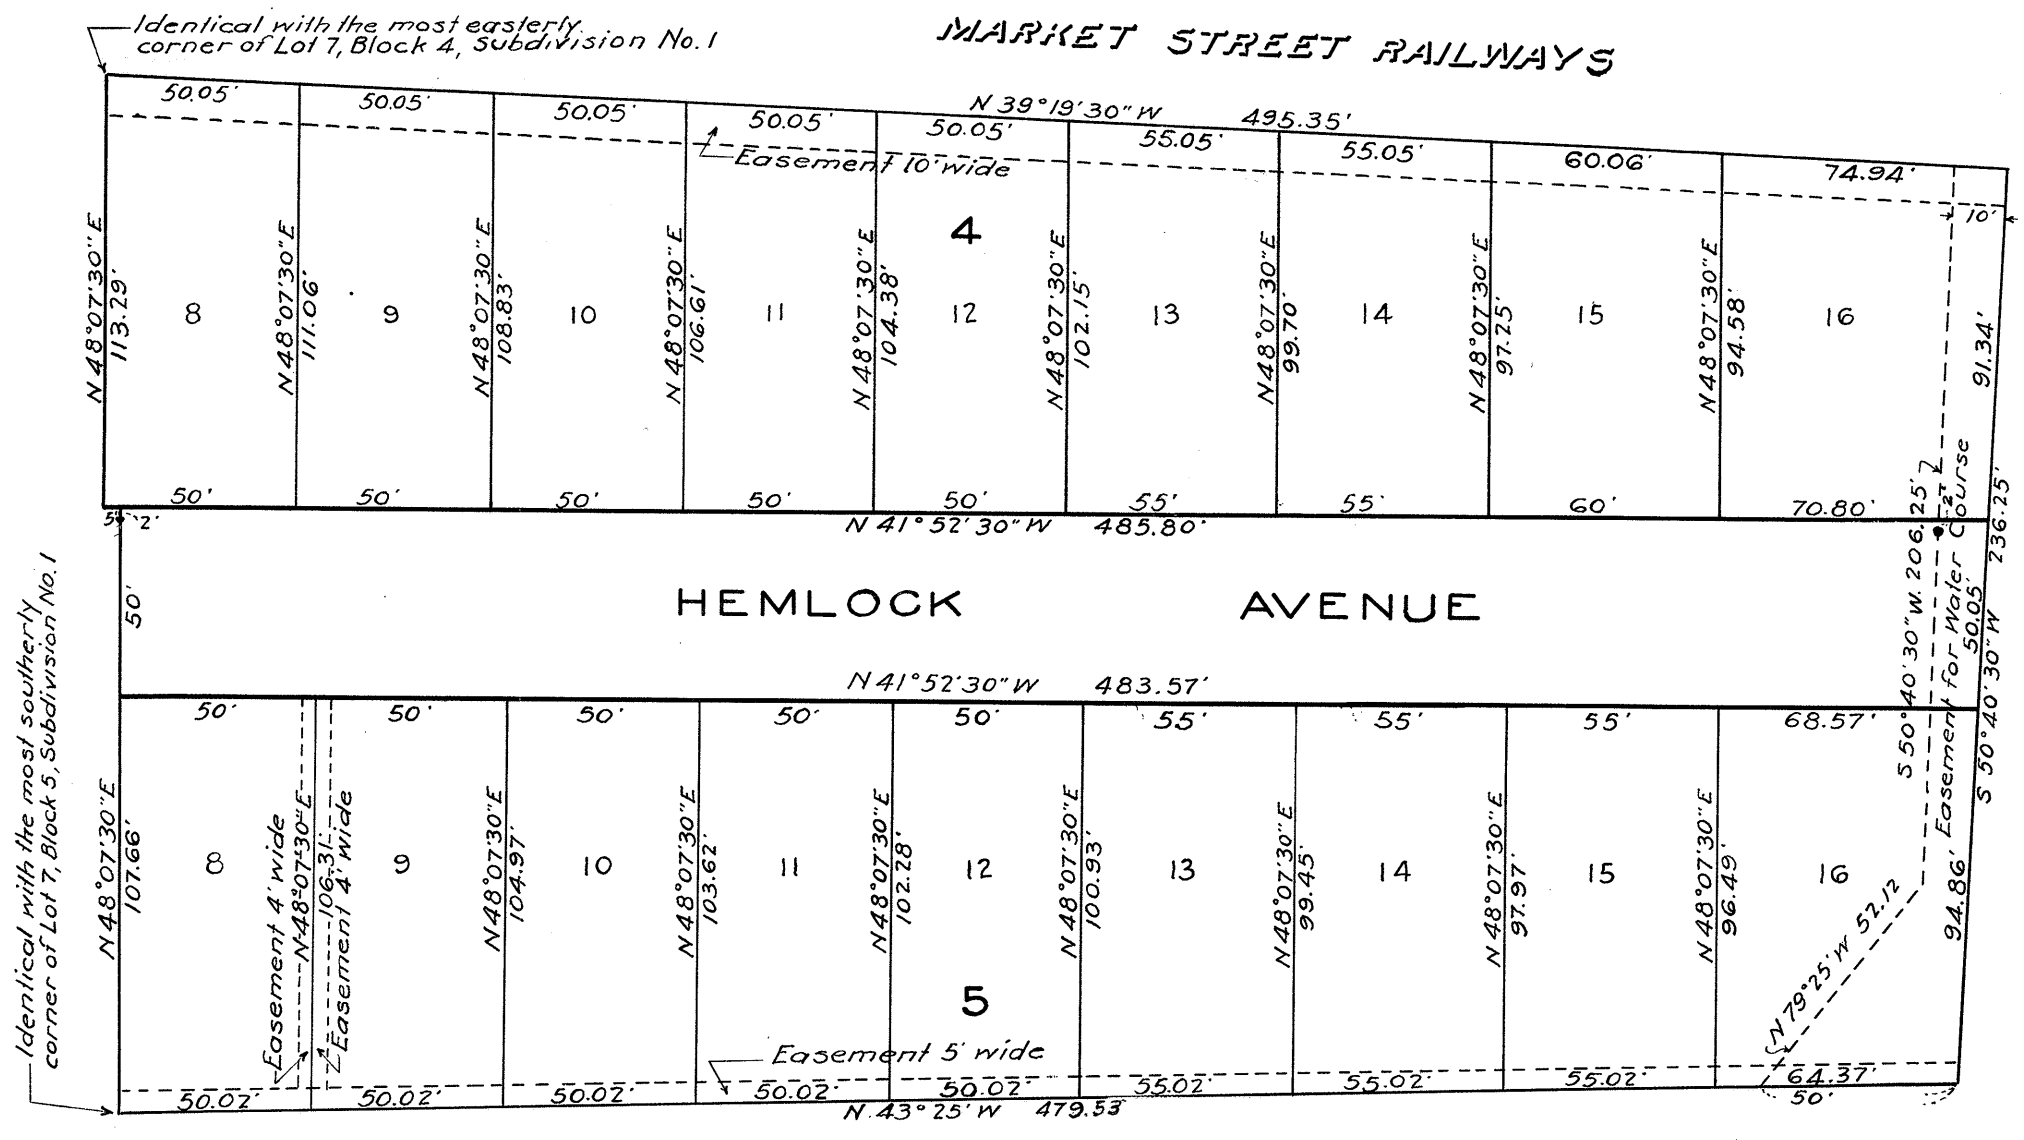 Identical with the most easterly
corner of Lot 7, Block 4, Subdivision No. 1
MARKET STREET RAILWAYS
N 39°19'30" W 495.35'
50.05' 50.05' 50.05' 50.05' 50.05' 55.05' 55.05' 60.06' 74.94'
Easement 10' wide
10'
4
N 48°07'30" E
113.29'
8
N 48°07'30" E
111.06'
9
N 48°07'30" E
108.83'
10
N 48°07'30" E
106.61'
11
N 48°07'30" E
104.38'
12
N 48°07'30" E
102.15'
13
N 48°07'30" E
99.70'
14
N 48°07'30" E
97.25'
15
N 48°07'30" E
94.58'
16
91.34'
50' 50' 50' 50' 50' 55' 55' 60' 70.80'
5' 2'
2'
N 41°52'30" W 485.80'
50'
HEMLOCK AVENUE
50.05'
S 50°40'30" W. 206.25'
Easement for Water Course
S 50°40'30" W 236.25'
N 41°52'30" W 483.57'
50' 50' 50' 50' 50' 55' 55' 55' 68.57'
Identical with the most southerly
corner of Lot 7, Block 5, Subdivision No. 1
N 48°07'30" E
107.66'
8
Easement 4' wide
N 48°07'30" E
106.31'
Easement 4' wide
9
N 48°07'30" E
104.97'
10
N 48°07'30" E
103.62'
11
N 48°07'30" E
102.28'
12
N 48°07'30" E
100.93'
13
N 48°07'30" E
99.45'
14
N 48°07'30" E
97.97'
15
N 48°07'30" E
96.49'
16
94.86'
N 79°25' W 52.12
5
Easement 5' wide
50.02' 50.02' 50.02' 50.02' 50.02' 55.02' 55.02' 55.02' 64.37'
50'
N. 43°25' W 479.53'